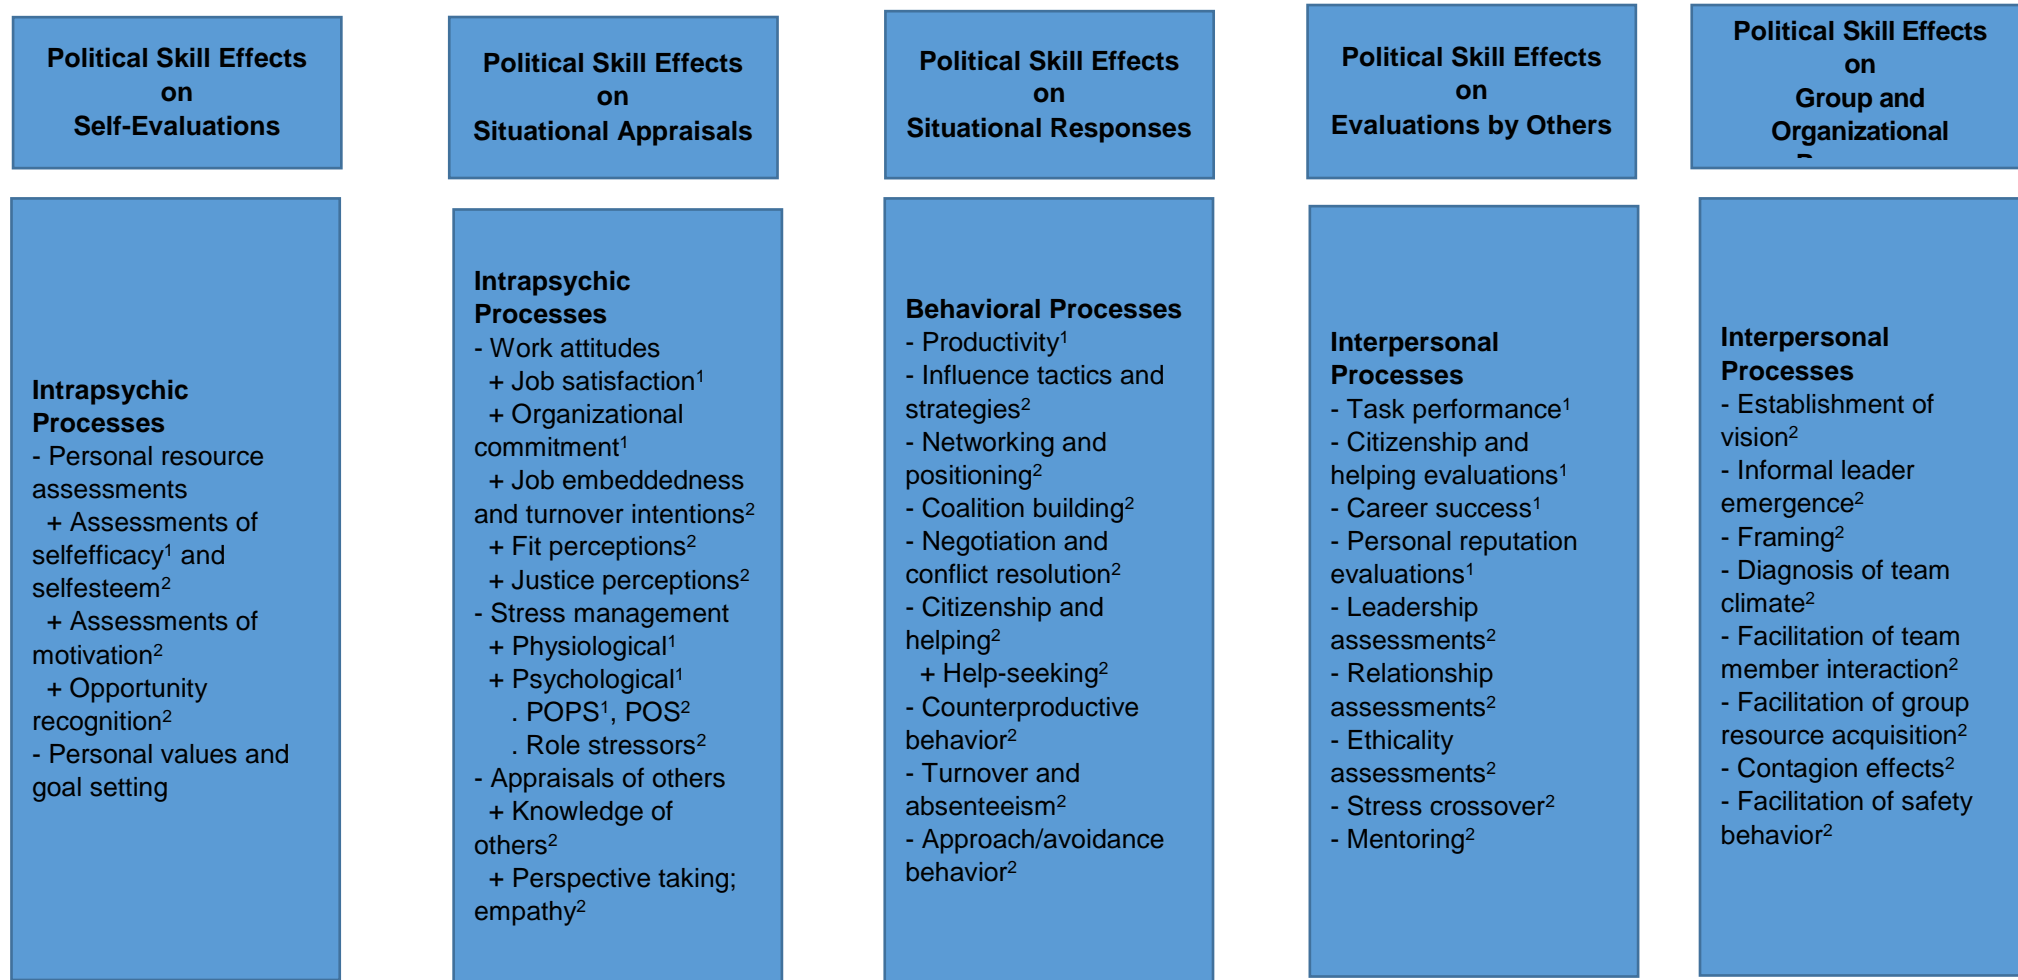 Political Skill Effects
on
Self-Evaluations
Intrapsychic
Processes
- Personal resource
assessments
+ Assessments of
selfefficacy¹ and
selfesteem²
+ Assessments of
motivation²
+ Opportunity
recognition²
- Personal values and
goal setting
Political Skill Effects
on
Situational Appraisals
Intrapsychic
Processes
- Work attitudes
+ Job satisfaction¹
+ Organizational
commitment¹
+ Job embeddedness
and turnover intentions²
+ Fit perceptions²
+ Justice perceptions²
- Stress management
+ Physiological¹
+ Psychological¹
. POPS¹, POS²
. Role stressors²
- Appraisals of others
+ Knowledge of
others²
+ Perspective taking;
empathy²
Political Skill Effects
on
Situational Responses
Behavioral Processes
- Productivity¹
- Influence tactics and
strategies²
- Networking and
positioning²
- Coalition building²
- Negotiation and
conflict resolution²
- Citizenship and
helping²
+ Help-seeking²
- Counterproductive
behavior²
- Turnover and
absenteeism²
- Approach/avoidance
behavior²
Political Skill Effects
on
Evaluations by Others
Interpersonal
Processes
- Task performance¹
- Citizenship and
helping evaluations¹
- Career success¹
- Personal reputation
evaluations¹
- Leadership
assessments²
- Relationship
assessments²
- Ethicality
assessments²
- Stress crossover²
- Mentoring²
Political Skill Effects
on
Group and
Organizational
Interpersonal
Processes
- Establishment of
vision²
- Informal leader
emergence²
- Framing²
- Diagnosis of team
climate²
- Facilitation of team
member interaction²
- Facilitation of group
resource acquisition²
- Contagion effects²
- Facilitation of safety
behavior²